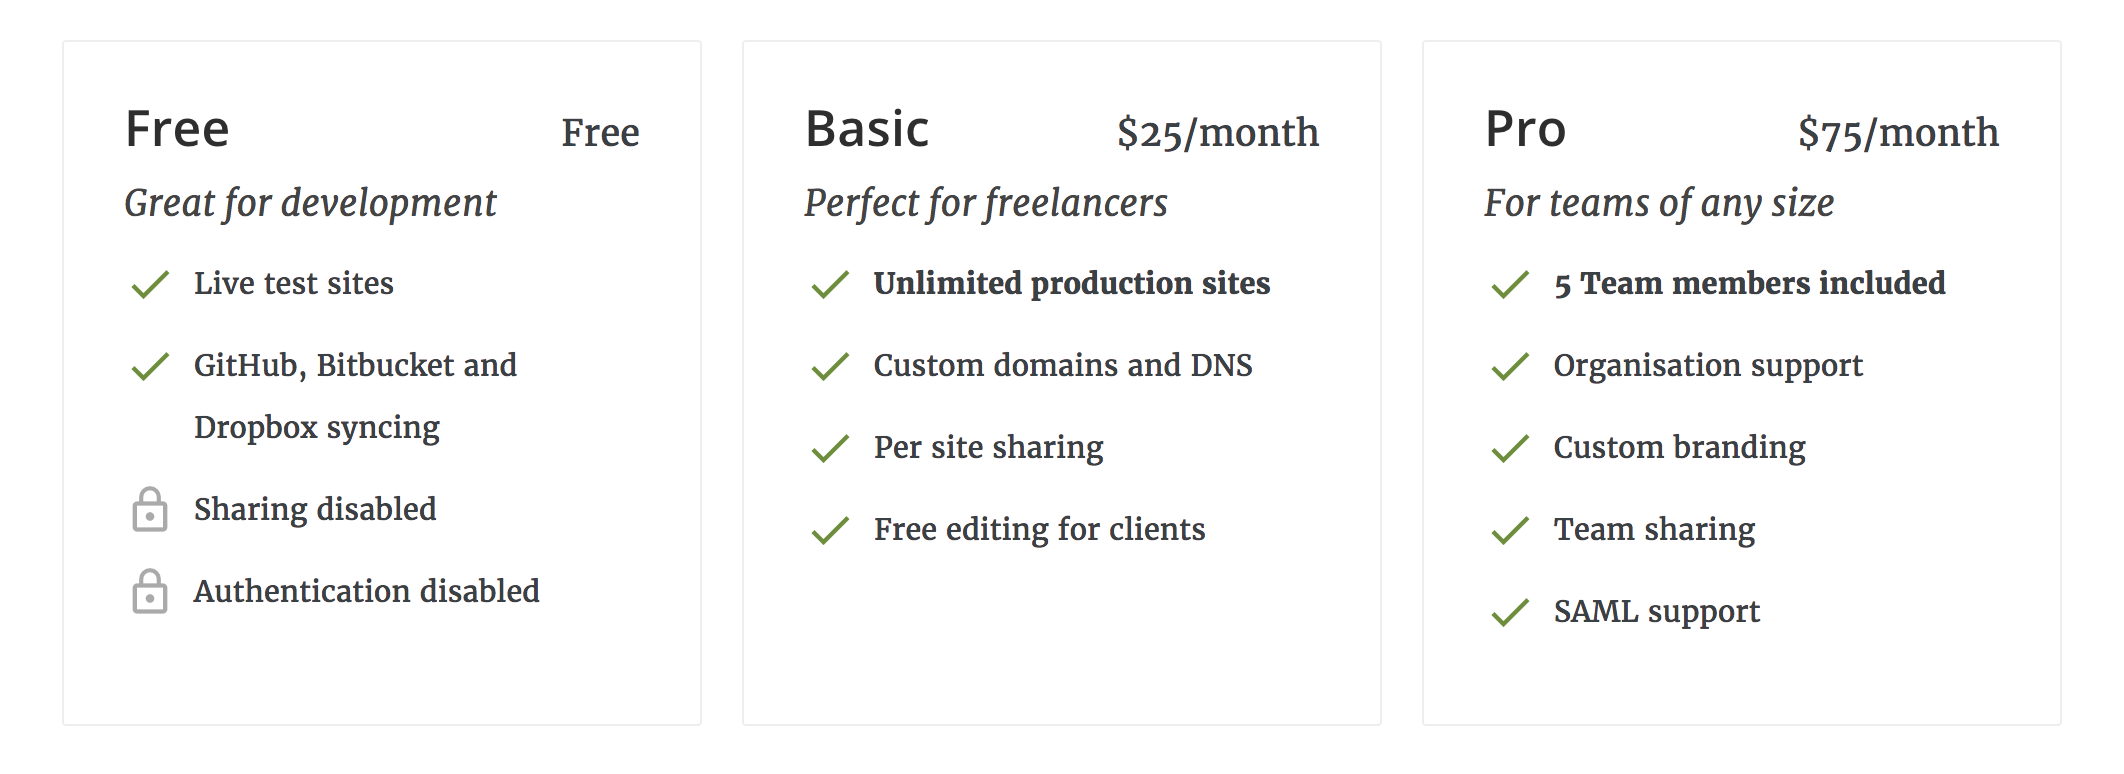 Free Free
Great for development
Live test sites
GitHub, Bitbucket and
Dropbox syncing
Sharing disabled
Authentication disabled
Basic $25/month
Perfect for freelancers
Unlimited production sites
Custom domains and DNS
Per site sharing
Free editing for clients
Pro $75/month
For teams of any size
5 Team members included
Organisation support
Custom branding
Team sharing
SAML support